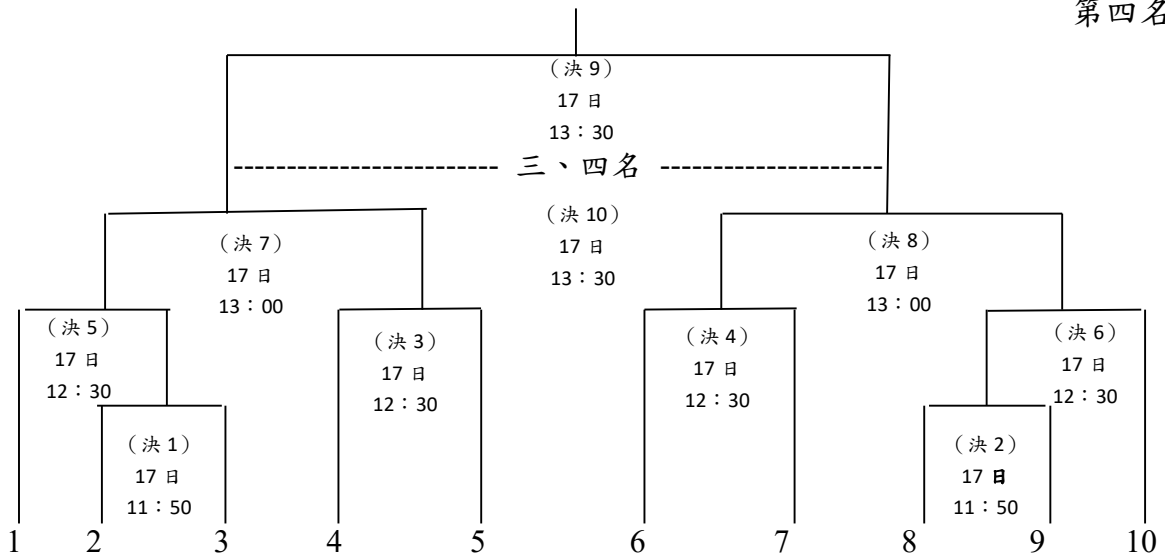 第四名
（決 9）
17 日
13：30
三、四名
（決 10）
17 日
13：30
（決 7）
17 日
13：00
（決 8）
17 日
13：00
（決 5）
17 日
12：30
（決 3）
17 日
12：30
（決 4）
17 日
12：30
（決 6）
17 日
12：30
（決 1）
17 日
11：50
（決 2）
17 日
11：50
1 2 3 4 5 6 7 8 9 10